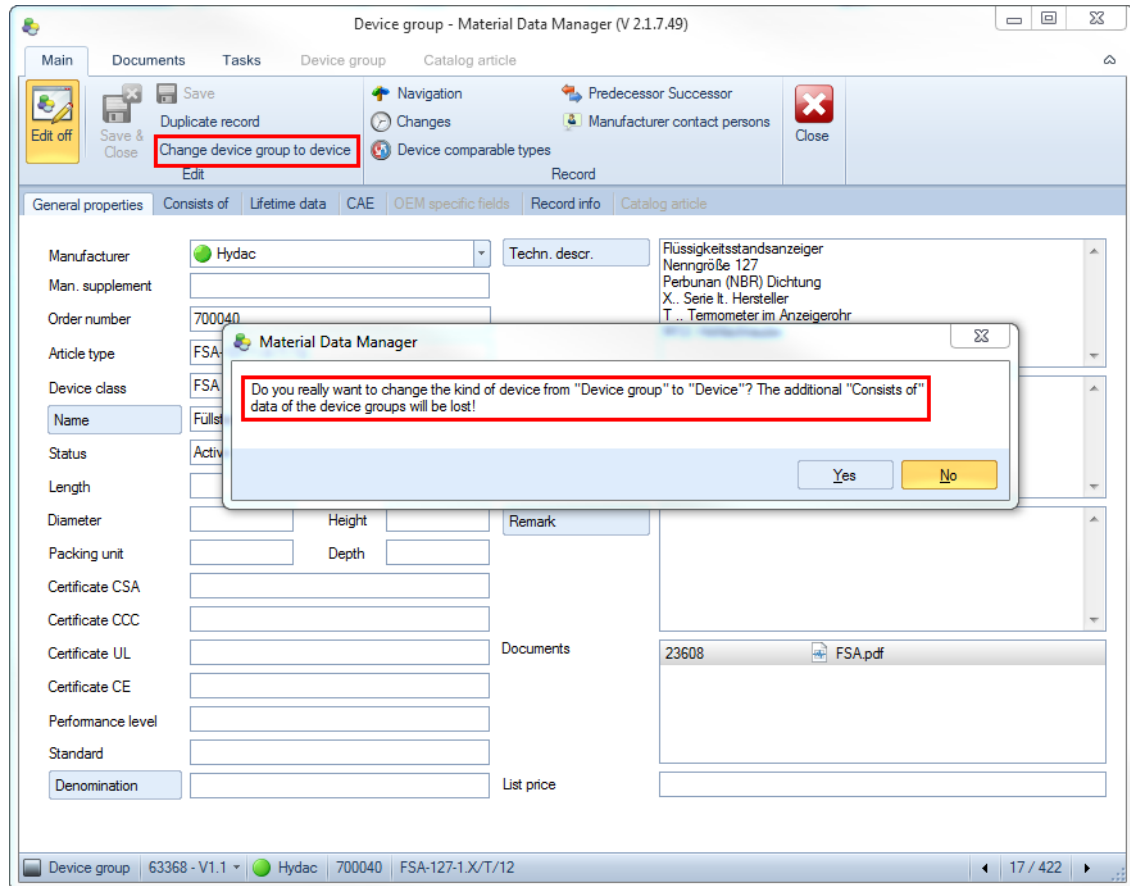 Device group - Material Data Manager (V 2.1.7.49)
Main Documents Tasks Device group Catalog article
Edit off
Save & Close
Save
Duplicate record
Change device group to device
Edit
Navigation
Changes
Device comparable types
Predecessor Successor
Manufacturer contact persons
Record
Close
General properties Consists of Lifetime data CAE OEM specific fields Record info Catalog article
Manufacturer Hydac
Man. supplement
Order number 700040
Article type FSA-
Device class FSA
Name Füllst
Status Activ
Length
Techn. descr.
Flüssigkeitsstandsanzeiger
Nenngröße 127
Perbunan (NBR) Dichtung
X.. Serie lt. Hersteller
T .. Termometer im Anzeigerohr
Material Data Manager
Do you really want to change the kind of device from "Device group" to "Device"? The additional "Consists of"
data of the device groups will be lost!
Yes No
Diameter Height
Packing unit Depth
Certificate CSA
Certificate CCC
Certificate UL
Certificate CE
Performance level
Standard
Denomination
Remark
Documents 23608 FSA.pdf
List price
Device group 63368 - V1.1 Hydac 700040 FSA-127-1.X/T/12 17 / 422